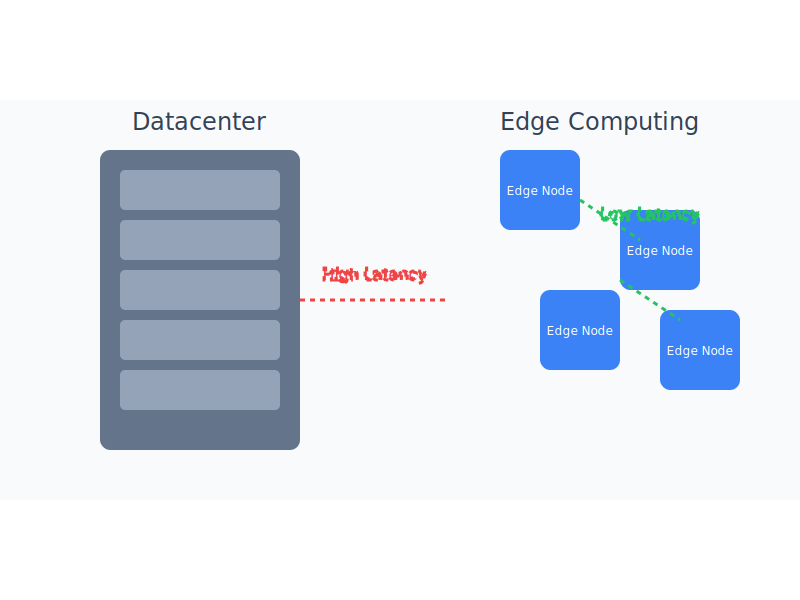 Datacenter
Edge Computing
Edge Node
Low Latency
Edge Node
High Latency
Edge Node
Edge Node